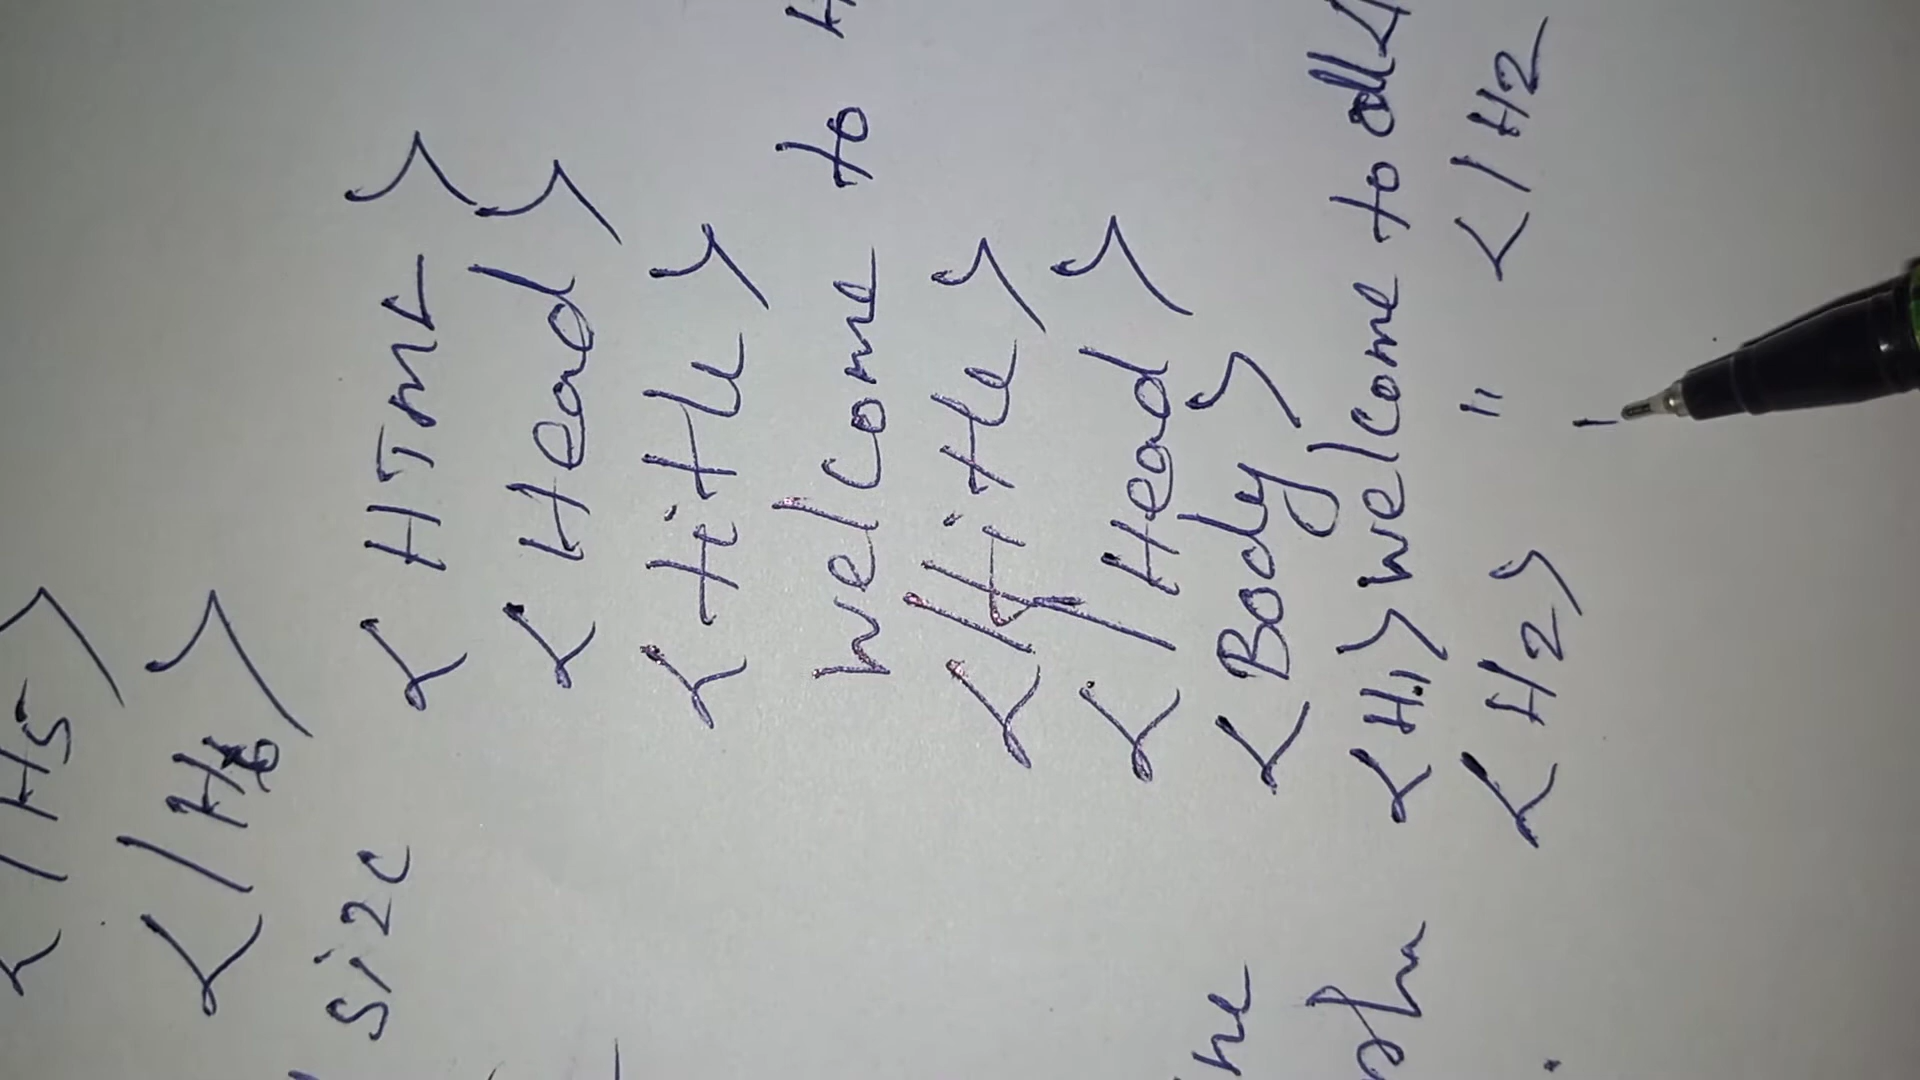 </H5>
</H6>
size
<HTML>
<Head>
<title>
welcome to
</title>
</Head>
<Body>
<H1>welcome to all<
<H2> " </H2